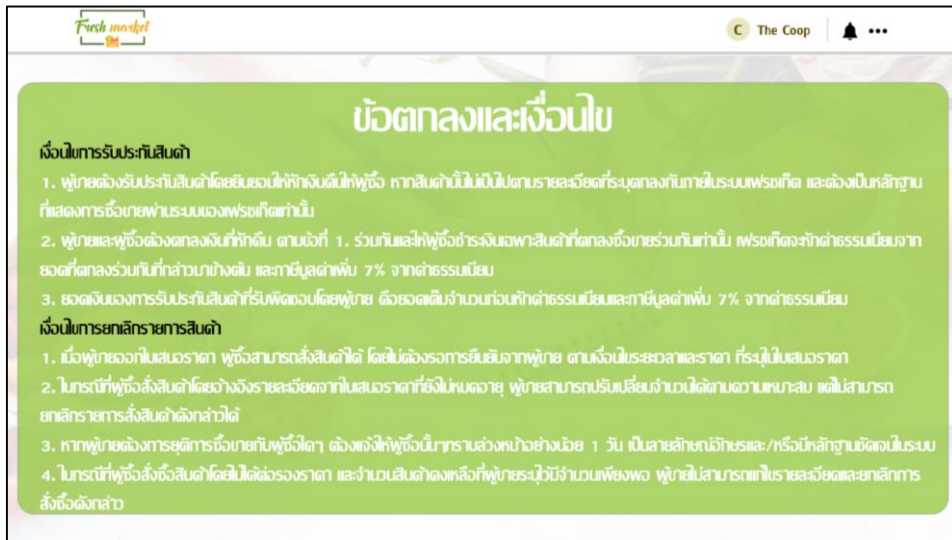 Fresh market
C The Coop •••
ข้อตกลงและเงื่อนไข
เงื่อนไขการรับประกันสินค้า
1. ผู้ขายต้องรับประกันสินค้าโดยยินยอมให้หักเงินคืนให้ผู้ซื้อ หากสินค้านั้นไม่เป็นไปตามรายละเอียดที่ระบุตกลงกันภายในระบบเฟรชเก็ต และต้องเป็นหลักฐาน
ที่แสดงการซื้อขายผ่านระบบของเฟรชเก็ตเท่านั้น
2. ผู้ขายและผู้ซื้อต้องตกลงเงินที่หักคืน ตามข้อที่ 1. ร่วมกันและให้ผู้ซื้อชำระเงินเฉพาะสินค้าที่ตกลงซื้อขายร่วมกันเท่านั้น เฟรชเก็ตจะหักค่าธรรมเนียมจาก
ยอดที่ตกลงร่วมกันที่กล่าวมาข้างต้น และภาษีมูลค่าเพิ่ม 7% จากค่าธรรมเนียม
3. ยอดเงินของการรับประกันสินค้าที่รับผิดชอบโดยผู้ขาย คือยอดเต็มจำนวนก่อนหักค่าธรรมเนียมและภาษีมูลค่าเพิ่ม 7% จากค่าธรรมเนียม
เงื่อนไขการยกเลิกรายการสินค้า
1. เมื่อผู้ขายออกใบเสนอราคา ผู้ซื้อสามารถสั่งสินค้าได้ โดยไม่ต้องรอการยืนยันจากผู้ขาย ตามเงื่อนไขระยะเวลาและราคา ที่ระบุในใบเสนอราคา
2. ในกรณีที่ผู้ซื้อสั่งสินค้าโดยอ้างอิงรายละเอียดจากใบเสนอราคาที่ยังไม่หมดอายุ ผู้ขายสามารถปรับเปลี่ยนจำนวนได้ตามความเหมาะสม แต่ไม่สามารถ
ยกเลิกรายการสั่งสินค้าดังกล่าวได้
3. หากผู้ขายต้องการยุติการซื้อขายกับผู้ซื้อใดๆ ต้องแจ้งให้ผู้ซื้อนั้นๆทราบล่วงหน้าอย่างน้อย 1 วัน เป็นลายลักษณ์อักษรและ/หรือมีหลักฐานชัดเจนในระบบ
4. ในกรณีที่ผู้ซื้อสั่งซื้อสินค้าโดยไม่ได้ต่อรองราคา และจำนวนสินค้าคงเหลือที่ผู้ขายระบุไว้มีจำนวนเพียงพอ ผู้ขายไม่สามารถแก้ไขรายละเอียดและยกเลิกการ
สั่งซื้อดังกล่าว